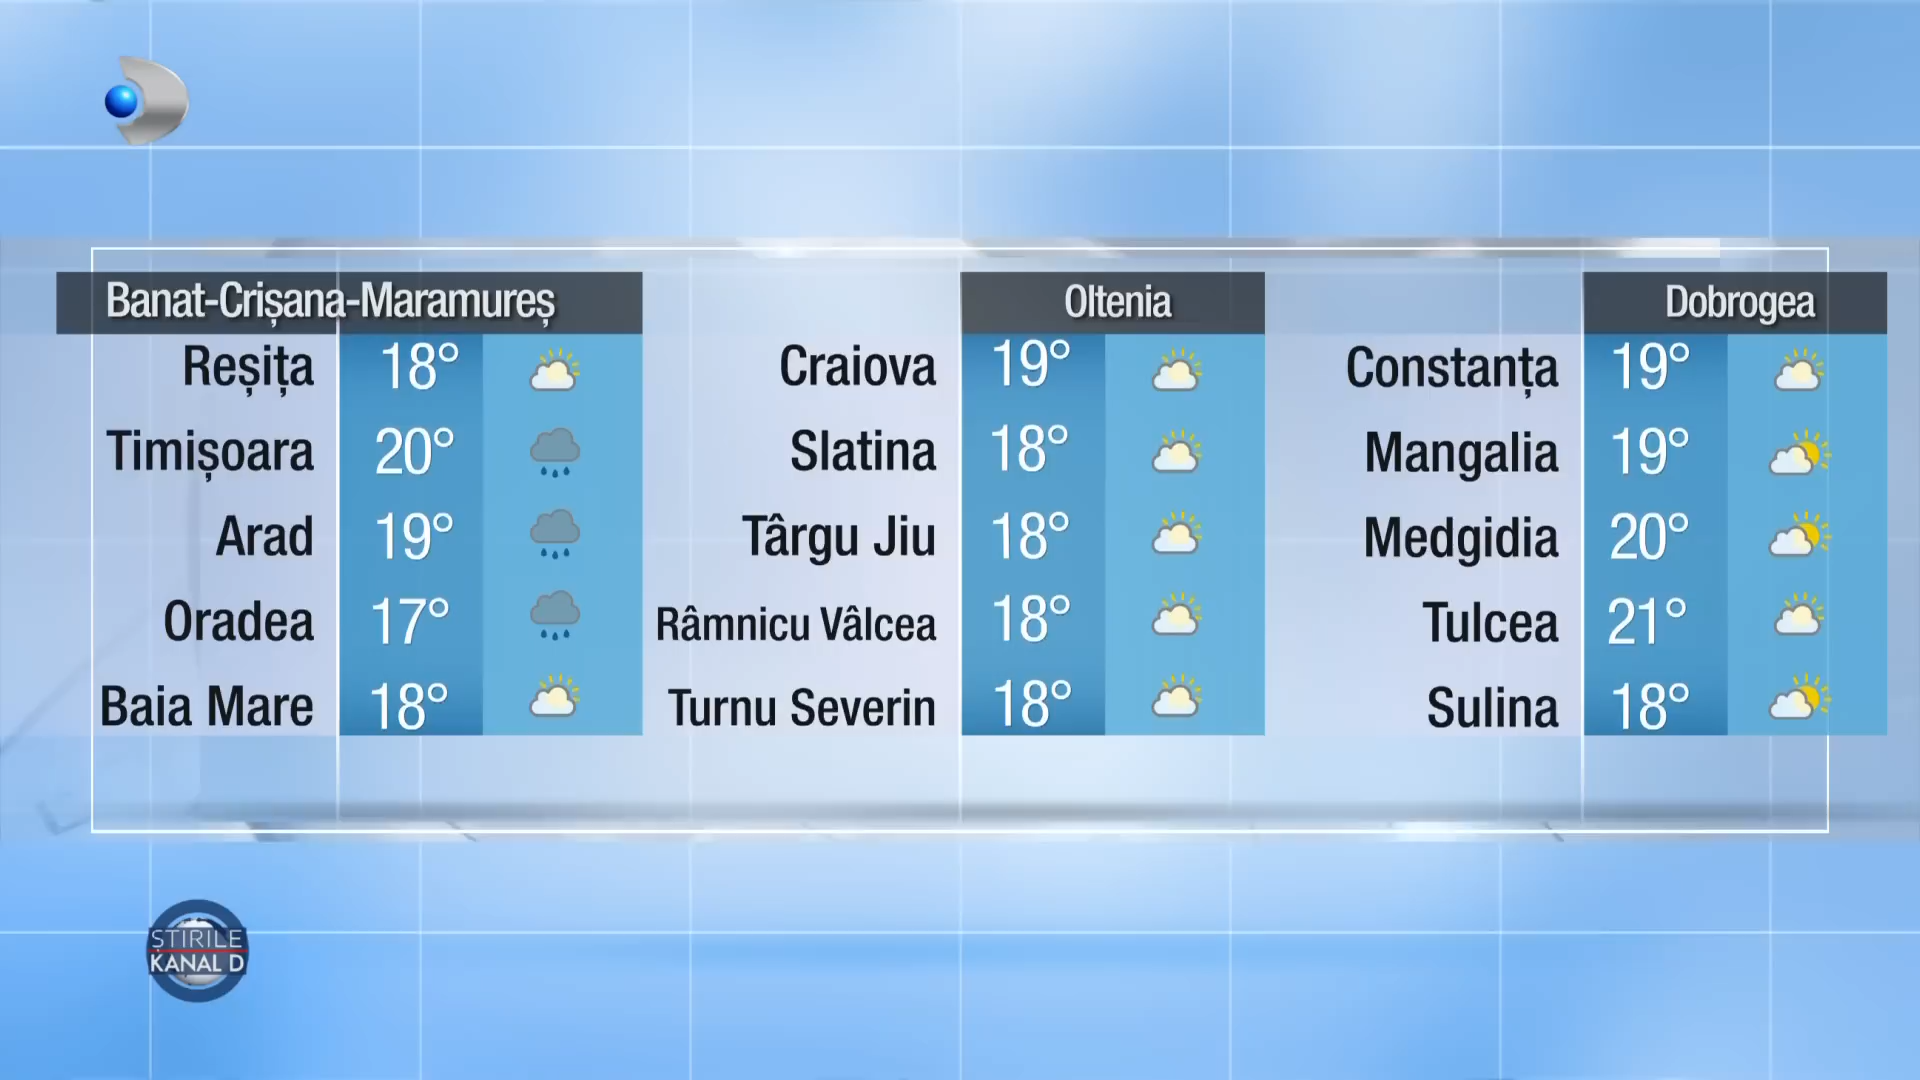 Banat-Crișana-Maramureș
Reșița 18°
Timișoara 20°
Arad 19°
Oradea 17°
Baia Mare 18°
Oltenia
Craiova 19°
Slatina 18°
Târgu Jiu 18°
Râmnicu Vâlcea 18°
Turnu Severin 18°
Dobrogea
Constanța 19°
Mangalia 19°
Medgidia 20°
Tulcea 21°
Sulina 18°
ȘTIRILE
KANAL D